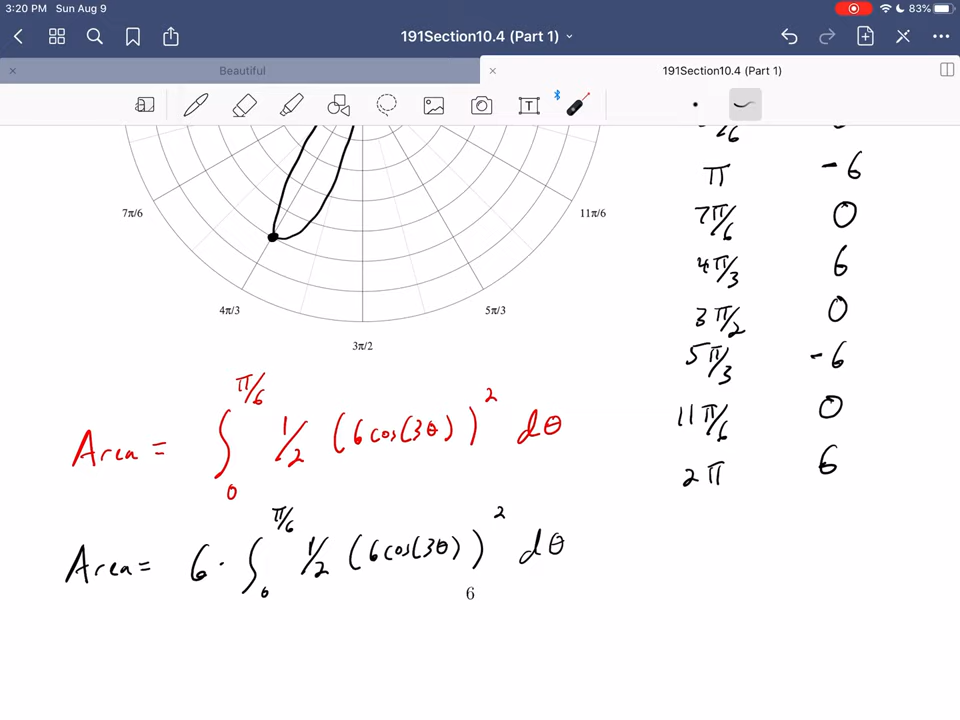 3:20 PM Sun Aug 9 83%
191Section10.4 (Part 1)
Beautiful 191Section10.4 (Part 1)
T
π -6
7π/6 7π/6 0 11π/6
4π/3 6
4π/3 5π/3 3π/2 0
3π/2 5π/3 -6
11π/6 0
2π 6
Area = ∫₀^(π/6) 1/2 (6cos(3θ))² dθ
Area = 6 · ∫₀^(π/6) 1/2 (6cos(3θ))² dθ
6